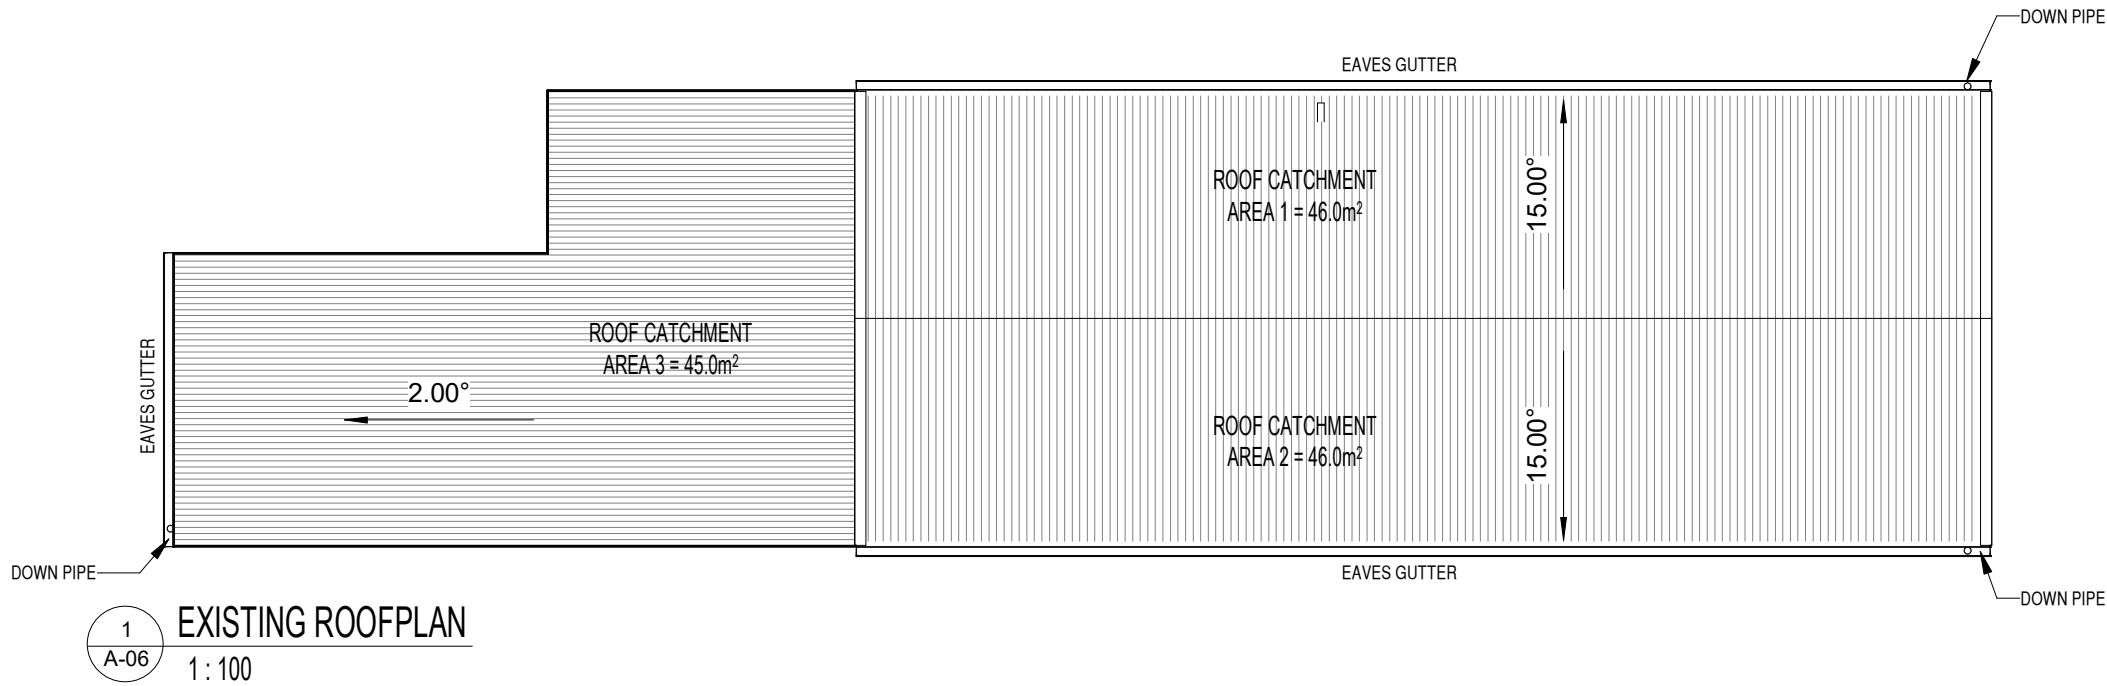 DOWN PIPE
EAVES GUTTER
ROOF CATCHMENT
AREA 1 = 46.0m²
15.00°
ROOF CATCHMENT
AREA 3 = 45.0m²
2.00°
EAVES GUTTER
ROOF CATCHMENT
AREA 2 = 46.0m²
15.00°
DOWN PIPE
EAVES GUTTER
DOWN PIPE
1
A-06
EXISTING ROOFPLAN
1 : 100